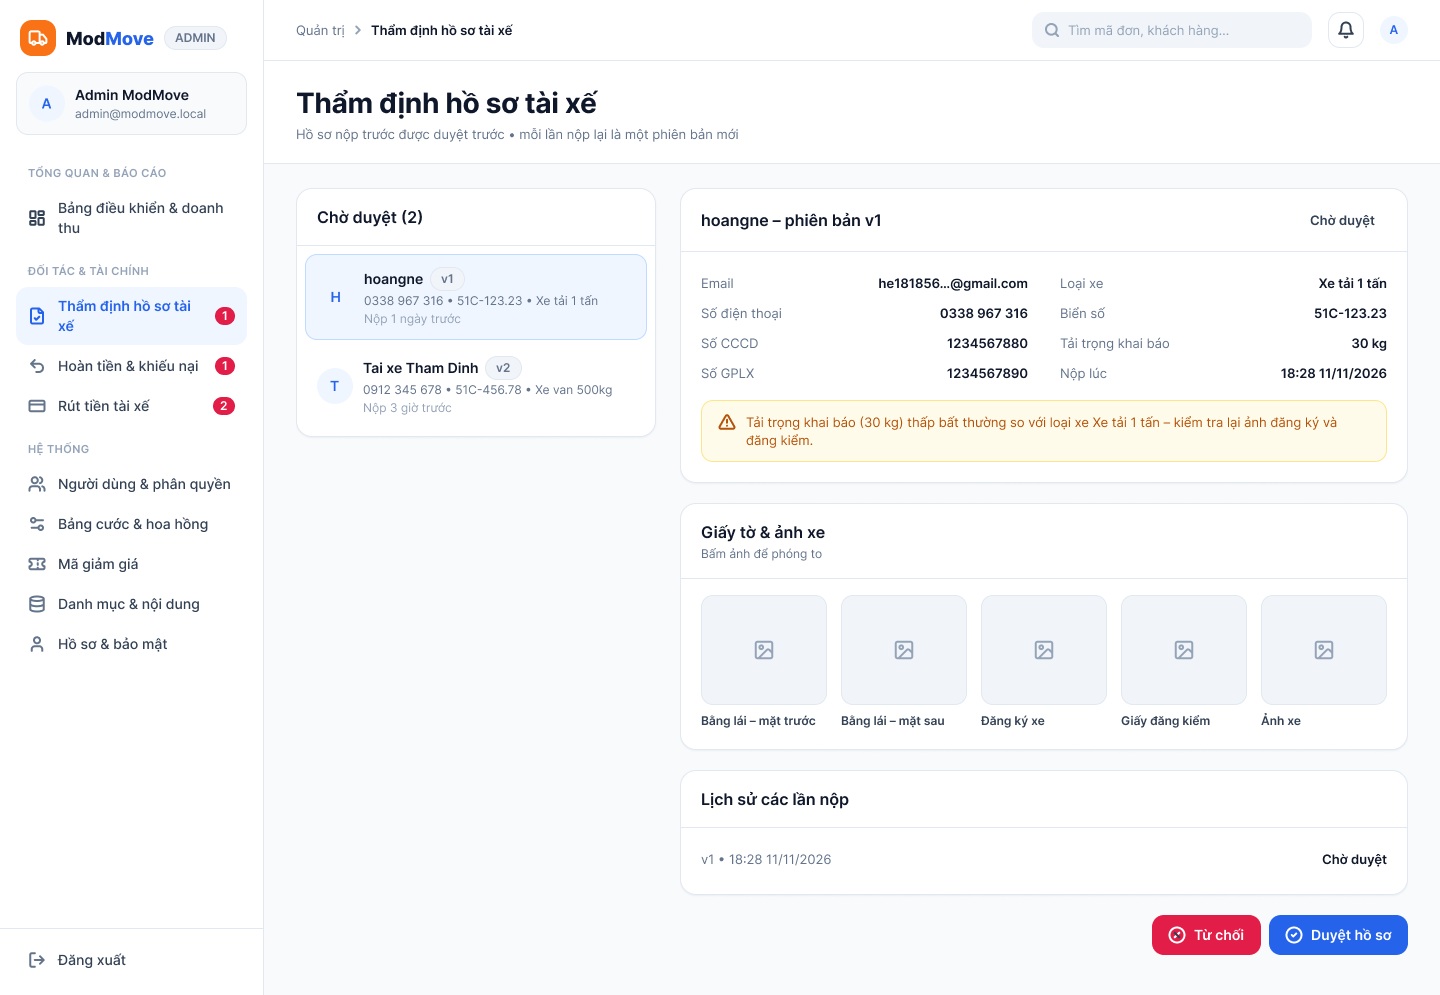 ModMove ADMIN
A
Admin ModMove
admin@modmove.local
TỔNG QUAN & BÁO CÁO
Bảng điều khiển & doanh
thu
ĐỐI TÁC & TÀI CHÍNH
Thẩm định hồ sơ tài
xế
1
Hoàn tiền & khiếu nại 1
Rút tiền tài xế 2
HỆ THỐNG
Người dùng & phân quyền
Bảng cước & hoa hồng
Mã giảm giá
Danh mục & nội dung
Hồ sơ & bảo mật
Đăng xuất
Quản trị > Thẩm định hồ sơ tài xế
Tìm mã đơn, khách hàng...
A
Thẩm định hồ sơ tài xế
Hồ sơ nộp trước được duyệt trước • mỗi lần nộp lại là một phiên bản mới
Chờ duyệt (2)
H
hoangne v1
0338 967 316 • 51C-123.23 • Xe tải 1 tấn
Nộp 1 ngày trước
T
Tai xe Tham Dinh v2
0912 345 678 • 51C-456.78 • Xe van 500kg
Nộp 3 giờ trước
hoangne – phiên bản v1
Chờ duyệt
Email he181856...@gmail.com
Loại xe Xe tải 1 tấn
Số điện thoại 0338 967 316
Biển số 51C-123.23
Số CCCD 1234567880
Tải trọng khai báo 30 kg
Số GPLX 1234567890
Nộp lúc 18:28 11/11/2026
Tải trọng khai báo (30 kg) thấp bất thường so với loại xe Xe tải 1 tấn – kiểm tra lại ảnh đăng ký và
đăng kiểm.
Giấy tờ & ảnh xe
Bấm ảnh để phóng to
Bằng lái – mặt trước
Bằng lái – mặt sau
Đăng ký xe
Giấy đăng kiểm
Ảnh xe
Lịch sử các lần nộp
v1 • 18:28 11/11/2026
Chờ duyệt
Từ chối
Duyệt hồ sơ